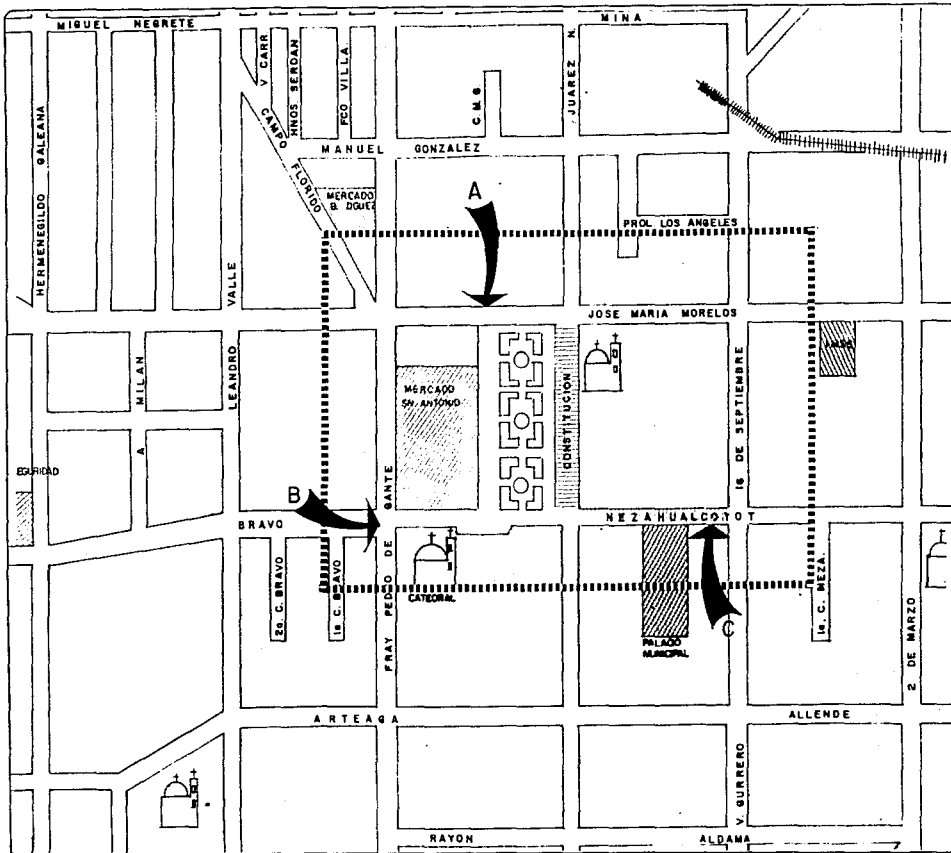 MIGUEL NEGRETE
MINA
V CARR.
HNOS SERDAN
FCO VILLA
C. M. G.
JUAREZ N.
HERMENEGILDO GALEANA
CAMPO FLORIDO
MANUEL GONZALEZ
MERCADO
B. DGUEZ
A
PROL LOS ANGELES
LEANDRO VALLE
JOSE MARIA MORELOS
A MILAN
MERCADO
SN. ANTONIO
CONSTITUCION
16 DE SEPTIEMBRE
EGURIDAD
B
BRAVO
FRAY PEDRO DE GANTE
NEZAHUALCOYOT
2a. C. BRAVO
1a C. BRAVO
CATEDRAL
C
PALACIO
MUNICIPAL
1a. C. NEZA.
2 DE MARZO
ARTEAGA
ALLENDE
V. GURRERO
RAYON
ALDAMA